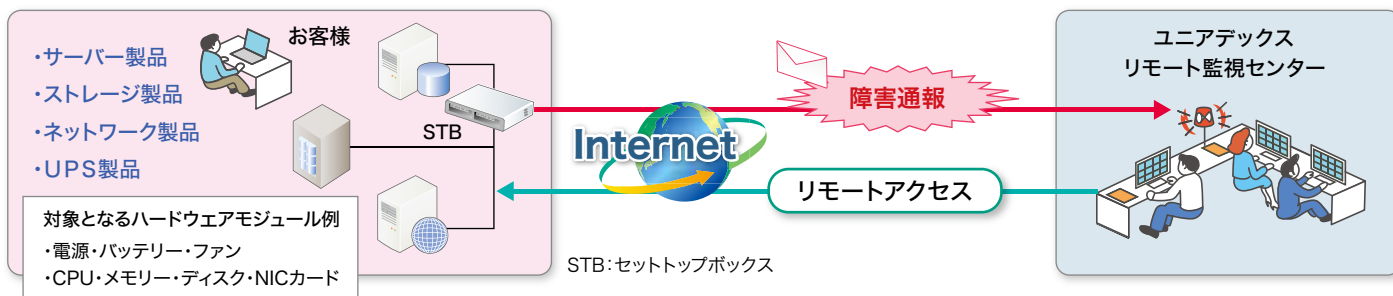 お客様
・サーバー製品
・ストレージ製品
・ネットワーク製品
・UPS製品
STB
対象となるハードウェアモジュール例
・電源・バッテリー・ファン
・CPU・メモリー・ディスク・NICカード
Internet
障害通報
リモートアクセス
STB：セットトップボックス
ユニアデックス
リモート監視センター